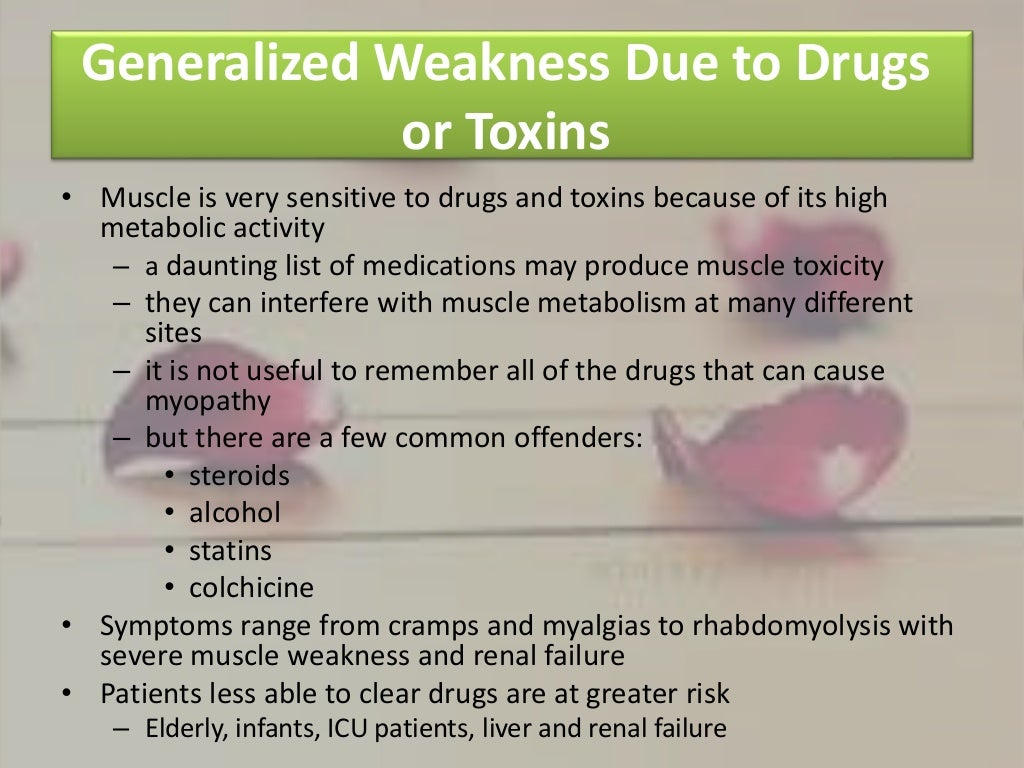 Generalized Weakness Due to Drugs
or Toxins
• Muscle is very sensitive to drugs and toxins because of its high
metabolic activity
– a daunting list of medications may produce muscle toxicity
– they can interfere with muscle metabolism at many different
sites
– it is not useful to remember all of the drugs that can cause
myopathy
– but there are a few common offenders:
• steroids
• alcohol
• statins
• colchicine
• Symptoms range from cramps and myalgias to rhabdomyolysis with
severe muscle weakness and renal failure
• Patients less able to clear drugs are at greater risk
– Elderly, infants, ICU patients, liver and renal failure